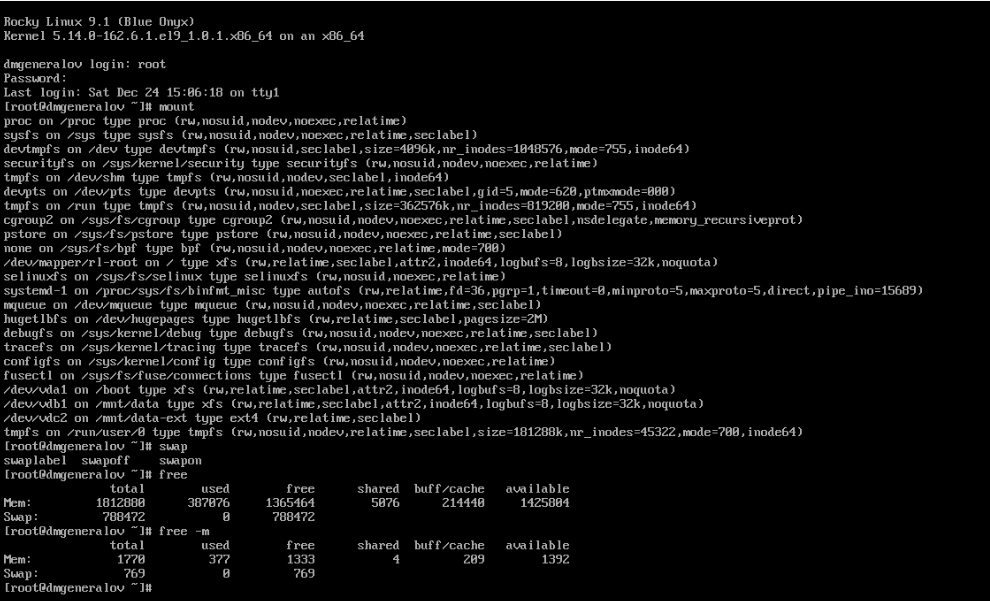 Rocky Linux 9.1 (Blue Onyx)
Kernel 5.14.0-162.6.1.el9_1.0.1.x86_64 on an x86_64
dmgeneralov login: root
Password:
Last login: Sat Dec 24 15:06:18 on tty1
[root@dmgeneralov ~]# mount
proc on /proc type proc (rw,nosuid,nodev,noexec,relatime)
sysfs on /sys type sysfs (rw,nosuid,nodev,noexec,relatime,seclabel)
devtmpfs on /dev type devtmpfs (rw,nosuid,seclabel,size=4096k,nr_inodes=1048576,mode=755,inode64)
securityfs on /sys/kernel/security type securityfs (rw,nosuid,nodev,noexec,relatime)
tmpfs on /dev/shm type tmpfs (rw,nosuid,nodev,seclabel,inode64)
devpts on /dev/pts type devpts (rw,nosuid,noexec,relatime,seclabel,gid=5,mode=620,ptmxmode=000)
tmpfs on /run type tmpfs (rw,nosuid,nodev,seclabel,size=362576k,nr_inodes=819200,mode=755,inode64)
cgroup2 on /sys/fs/cgroup type cgroup2 (rw,nosuid,nodev,noexec,relatime,seclabel,nsdelegate,memory_recursiveprot)
pstore on /sys/fs/pstore type pstore (rw,nosuid,nodev,noexec,relatime,seclabel)
none on /sys/fs/bpf type bpf (rw,nosuid,nodev,noexec,relatime,mode=700)
/dev/mapper/rl-root on / type xfs (rw,relatime,seclabel,attr2,inode64,logbufs=8,logbsize=32k,noquota)
selinuxfs on /sys/fs/selinux type selinuxfs (rw,nosuid,noexec,relatime)
systemd-1 on /proc/sys/fs/binfmt_misc type autofs (rw,relatime,fd=36,pgrp=1,timeout=0,minproto=5,maxproto=5,direct,pipe_ino=15689)
mqueue on /dev/mqueue type mqueue (rw,nosuid,nodev,noexec,relatime,seclabel)
hugetlbfs on /dev/hugepages type hugetlbfs (rw,relatime,seclabel,pagesize=2M)
debugfs on /sys/kernel/debug type debugfs (rw,nosuid,nodev,noexec,relatime,seclabel)
tracefs on /sys/kernel/tracing type tracefs (rw,nosuid,nodev,noexec,relatime,seclabel)
configfs on /sys/kernel/config type configfs (rw,nosuid,nodev,noexec,relatime)
fusectl on /sys/fs/fuse/connections type fusectl (rw,nosuid,nodev,noexec,relatime)
/dev/vda1 on /boot type xfs (rw,relatime,seclabel,attr2,inode64,logbufs=8,logbsize=32k,noquota)
/dev/vdb1 on /mnt/data type xfs (rw,relatime,seclabel,attr2,inode64,logbufs=8,logbsize=32k,noquota)
/dev/vdc2 on /mnt/data-ext type ext4 (rw,relatime,seclabel)
tmpfs on /run/user/0 type tmpfs (rw,nosuid,nodev,relatime,seclabel,size=181288k,nr_inodes=45322,mode=700,inode64)
[root@dmgeneralov ~]# swap
swaplabel  swapoff    swapon
[root@dmgeneralov ~]# free
               total        used        free      shared  buff/cache   available
Mem:         1812880      387076     1365464        5076      214440     1425804
Swap:         788472           0      788472
[root@dmgeneralov ~]# free -m
               total        used        free      shared  buff/cache   available
Mem:            1770         377        1333           4         209        1392
Swap:            769           0         769
[root@dmgeneralov ~]#